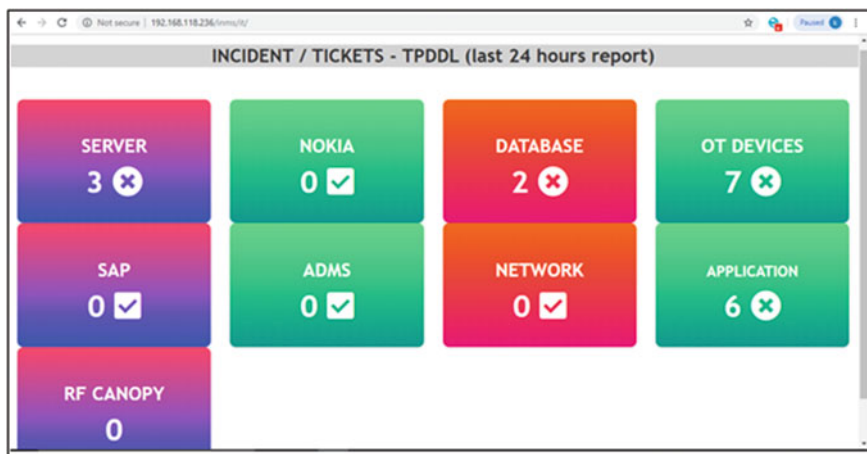 Not secure | 192.168.118.236/inms/it/
Paused
INCIDENT / TICKETS - TPDDL (last 24 hours report)
SERVER
3
NOKIA
0
DATABASE
2
OT DEVICES
7
SAP
0
ADMS
0
NETWORK
0
APPLICATION
6
RF CANOPY
0